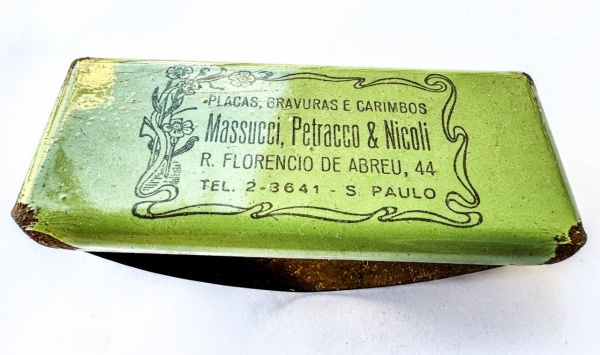 PLACAS, GRAVURAS E CARIMBOS
Massucci, Petracco & Nicoli
R. FLORENCIO DE ABREU, 44
TEL. 2-3641 - S. PAULO